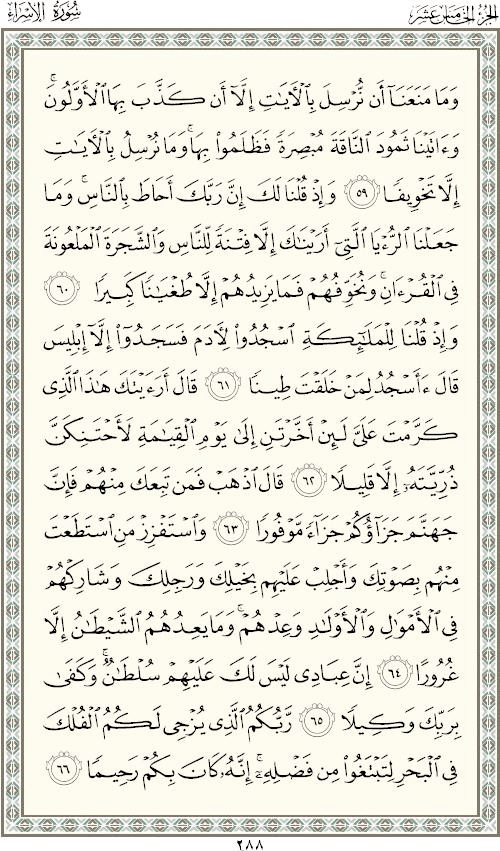 الجزء الخامس عشر
سورة الإسراء
وَمَا مَنَعَنَآ أَن نُّرْسِلَ بِٱلْـَٔايَـٰتِ إِلَّآ أَن كَذَّبَ بِهَا ٱلْأَوَّلُونَ ۚ
وَءَاتَيْنَا ثَمُودَ ٱلنَّاقَةَ مُبْصِرَةً فَظَلَمُوا۟ بِهَا ۚ وَمَا نُرْسِلُ بِٱلْـَٔايَـٰتِ
إِلَّا تَخْوِيفًا ٥٩ وَإِذْ قُلْنَا لَكَ إِنَّ رَبَّكَ أَحَاطَ بِٱلنَّاسِ ۚ وَمَا
جَعَلْنَا ٱلرُّءْيَا ٱلَّتِىٓ أَرَيْنَـٰكَ إِلَّا فِتْنَةً لِّلنَّاسِ وَٱلشَّجَرَةَ ٱلْمَلْعُونَةَ
فِى ٱلْقُرْءَانِ ۚ وَنُخَوِّفُهُمْ فَمَا يَزِيدُهُمْ إِلَّا طُغْيَـٰنًا كَبِيرًا ٦٠
وَإِذْ قُلْنَا لِلْمَلَـٰٓئِكَةِ ٱسْجُدُوا۟ لِـَٔادَمَ فَسَجَدُوٓا۟ إِلَّآ إِبْلِيسَ
قَالَ ءَأَسْجُدُ لِمَنْ خَلَقْتَ طِينًا ٦١ قَالَ أَرَءَيْتَكَ هَـٰذَا ٱلَّذِى
كَرَّمْتَ عَلَىَّ لَئِنْ أَخَّرْتَنِ إِلَىٰ يَوْمِ ٱلْقِيَـٰمَةِ لَأَحْتَنِكَنَّ
ذُرِّيَّتَهُۥٓ إِلَّا قَلِيلًا ٦٢ قَالَ ٱذْهَبْ فَمَن تَبِعَكَ مِنْهُمْ فَإِنَّ
جَهَنَّمَ جَزَآؤُكُمْ جَزَآءً مَّوْفُورًا ٦٣ وَٱسْتَفْزِزْ مَنِ ٱسْتَطَعْتَ
مِنْهُم بِصَوْتِكَ وَأَجْلِبْ عَلَيْهِم بِخَيْلِكَ وَرَجِلِكَ وَشَارِكْهُمْ
فِى ٱلْأَمْوَٰلِ وَٱلْأَوْلَـٰدِ وَعِدْهُمْ ۚ وَمَا يَعِدُهُمُ ٱلشَّيْطَـٰنُ إِلَّا
غُرُورًا ٦٤ إِنَّ عِبَادِى لَيْسَ لَكَ عَلَيْهِمْ سُلْطَـٰنٌ ۚ وَكَفَىٰ
بِرَبِّكَ وَكِيلًا ٦٥ رَّبُّكُمُ ٱلَّذِى يُزْجِى لَكُمُ ٱلْفُلْكَ
فِى ٱلْبَحْرِ لِتَبْتَغُوا۟ مِن فَضْلِهِۦٓ ۚ إِنَّهُۥ كَانَ بِكُمْ رَحِيمًا ٦٦
٢٨٨